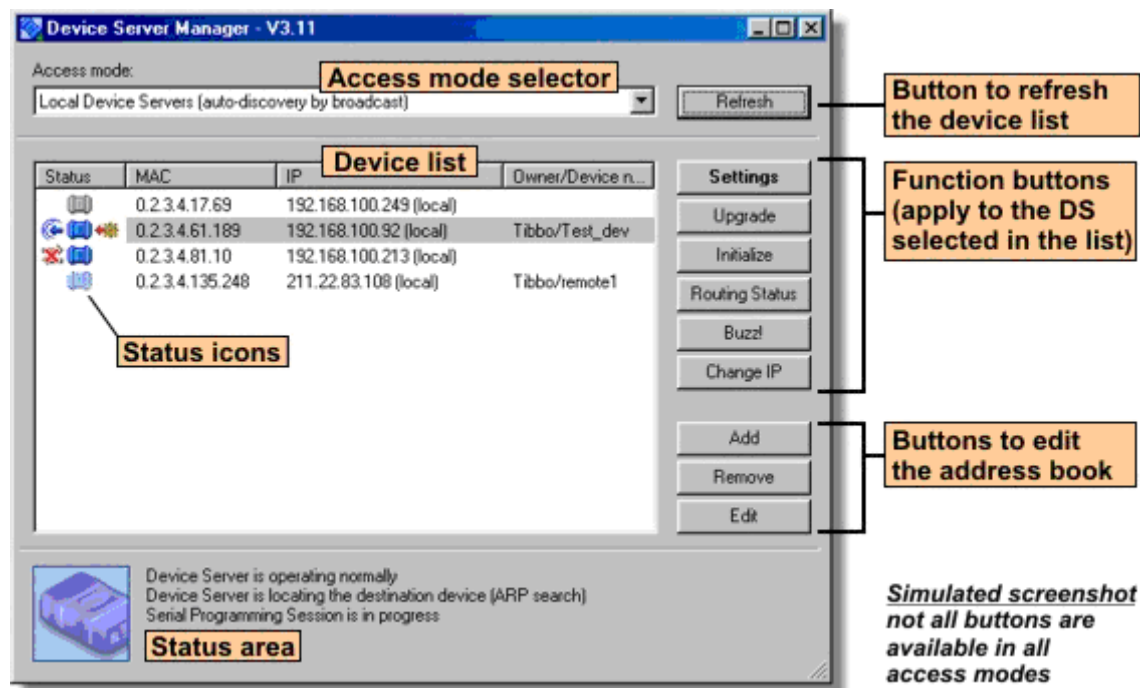 Device Server Manager - V3.11
Access mode:
Access mode selector
Local Device Servers (auto-discovery by broadcast)
Refresh
Button to refresh
the device list
Device list
Status MAC IP Owner/Device n...
0.2.3.4.17.69 192.168.100.249 (local)
0.2.3.4.61.189 192.168.100.92 (local) Tibbo/Test_dev
0.2.3.4.81.10 192.168.100.213 (local)
0.2.3.4.135.248 211.22.83.108 (local) Tibbo/remote1
Status icons
Settings
Upgrade
Initialize
Routing Status
Buzz!
Change IP
Function buttons
(apply to the DS
selected in the list)
Add
Remove
Edit
Buttons to edit
the address book
Device Server is operating normally
Device Server is locating the destination device (ARP search)
Serial Programming Session is in progress
Status area
Simulated screenshot
not all buttons are
available in all
access modes